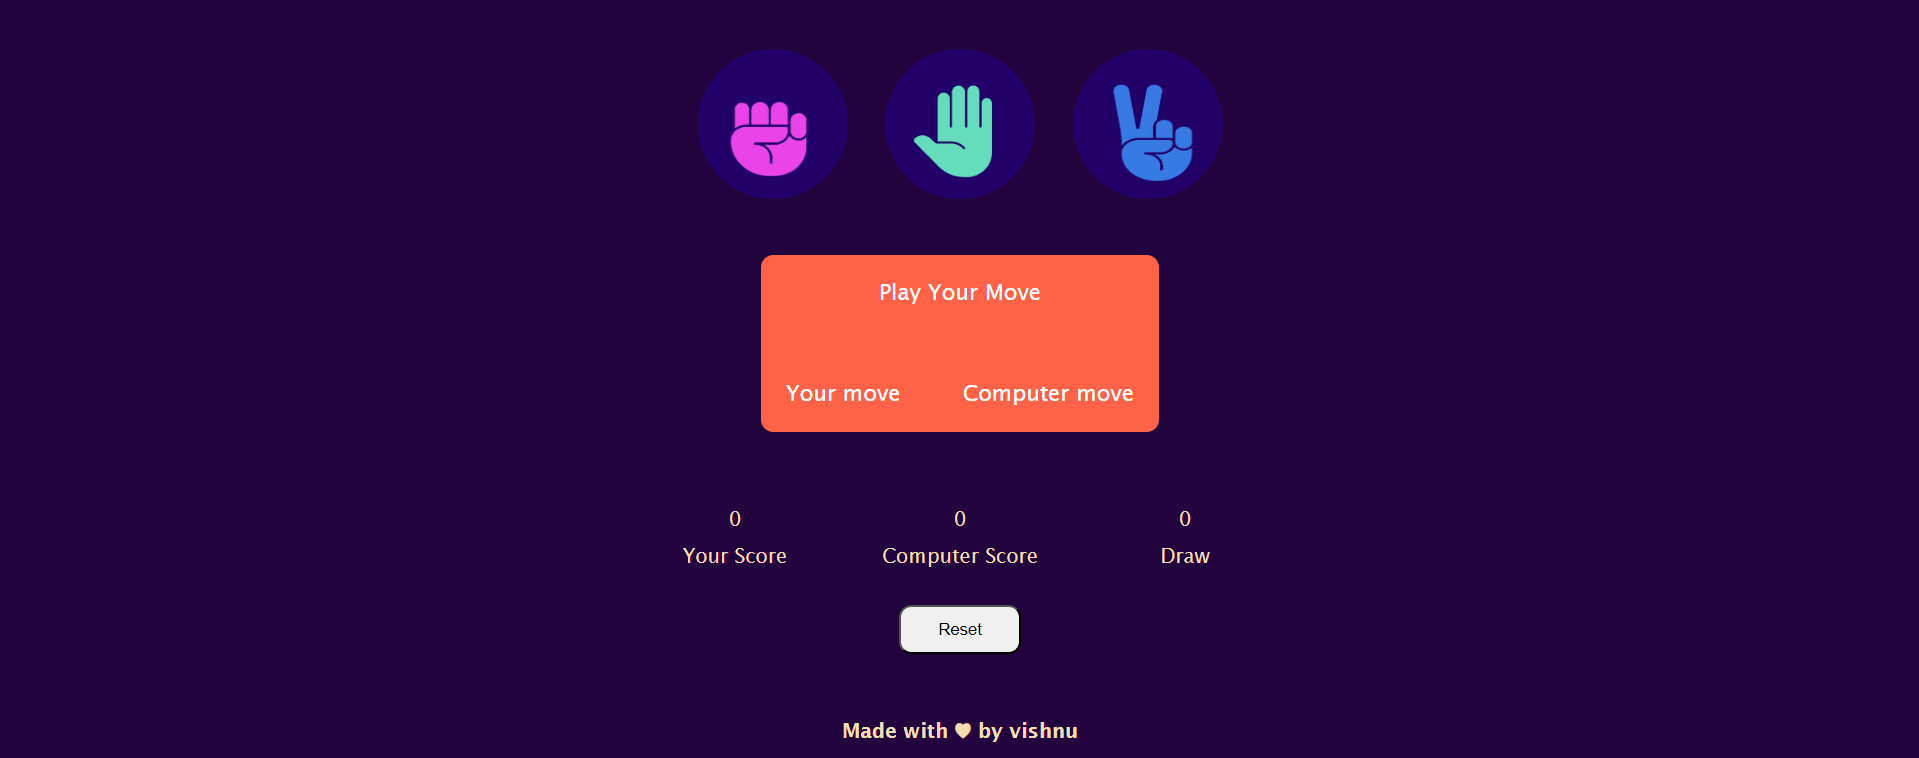 Play Your Move
Your move Computer move
0 0 0
Your Score Computer Score Draw
Reset
Made with ♥ by vishnu